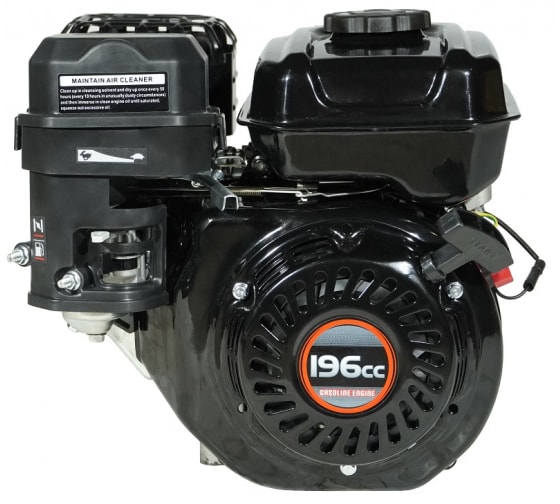 MAINTAIN AIR CLEANER
Clean up in cleansing solvent and dry up once every 50
hours (every 10 hours in unusually dusty circumstances)
and then immerse in clean engine oil until saturated,
squeeze out excessive oil.
START
196cc
GASOLINE ENGINE